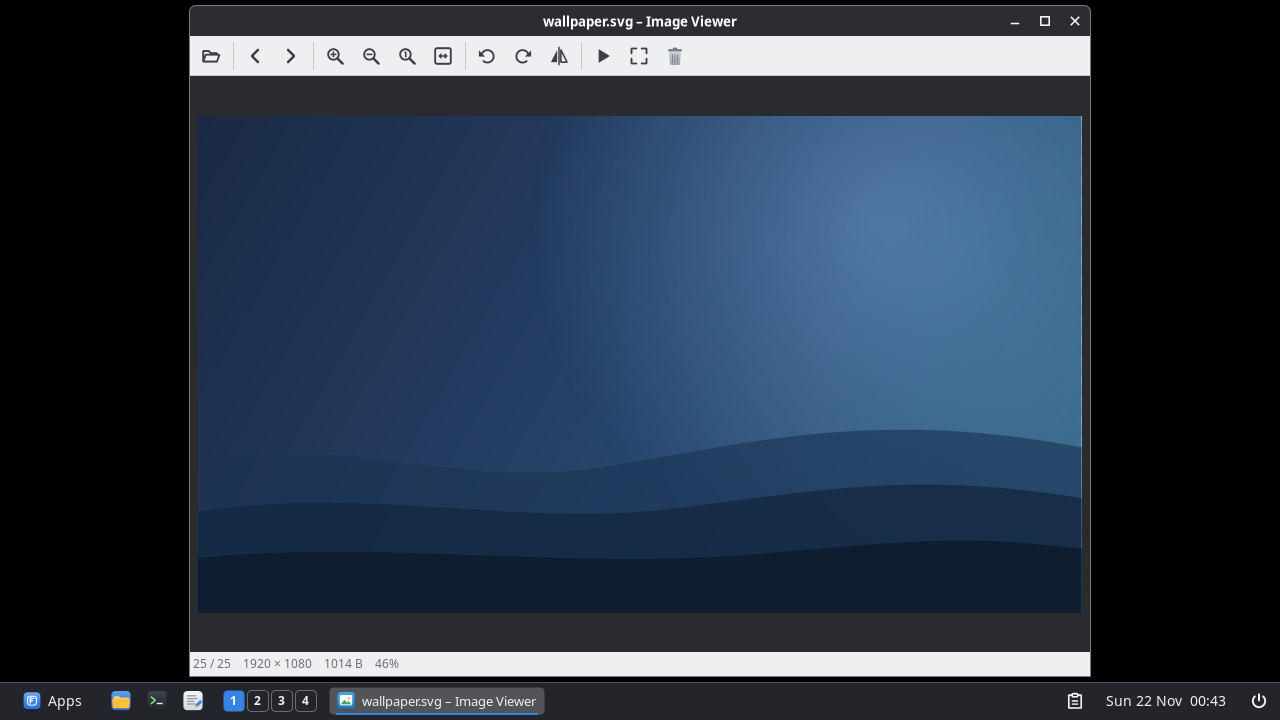 wallpaper.svg – Image Viewer
25 / 25 1920 × 1080 1014 B 46%
Apps 1 2 3 4 wallpaper.svg – Image Viewer Sun 22 Nov 00:43